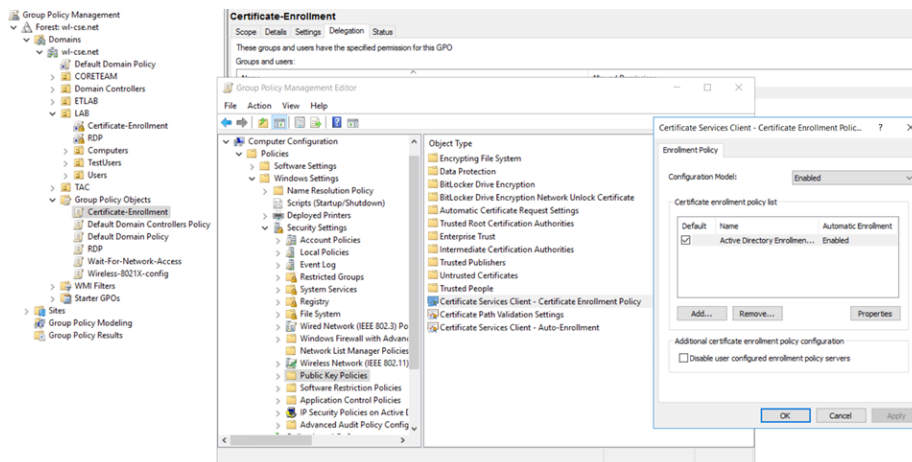 Group Policy Management
Forest: wl-cse.net
Domains
wl-cse.net
Default Domain Policy
CORETEAM
Domain Controllers
ETLAB
LAB
Certificate-Enrollment
RDP
Computers
TestUsers
Users
TAC
Group Policy Objects
Certificate-Enrollment
Default Domain Controllers Policy
Default Domain Policy
RDP
Wait-For-Network-Access
Wireless-8021X-config
WMI Filters
Starter GPOs
Sites
Group Policy Modeling
Group Policy Results
Certificate-Enrollment
Scope Details Settings Delegation Status
These groups and users have the specified permission for this GPO
Groups and users:
Group Policy Management Editor
File Action View Help
Computer Configuration
Policies
Software Settings
Windows Settings
Name Resolution Policy
Scripts (Startup/Shutdown)
Deployed Printers
Security Settings
Account Policies
Local Policies
Event Log
Restricted Groups
System Services
Registry
File System
Wired Network (IEEE 802.3) Po
Windows Firewall with Advanc
Network List Manager Policies
Wireless Network (IEEE 802.11)
Public Key Policies
Software Restriction Policies
Application Control Policies
IP Security Policies on Active D
Advanced Audit Policy Config
Object Type
Encrypting File System
Data Protection
BitLocker Drive Encryption
BitLocker Drive Encryption Network Unlock Certificate
Automatic Certificate Request Settings
Trusted Root Certification Authorities
Enterprise Trust
Intermediate Certification Authorities
Trusted Publishers
Untrusted Certificates
Trusted People
Certificate Services Client - Certificate Enrollment Policy
Certificate Path Validation Settings
Certificate Services Client - Auto-Enrollment
Certificate Services Client - Certificate Enrollment Polic... ?
Enrollment Policy
Configuration Model: Enabled
Certificate enrollment policy list
Default Name Automatic Enrollment
Active Directory Enrollmen... Enabled
Add... Remove... Properties
Additional certificate enrollment policy configuration
Disable user configured enrollment policy servers
OK Cancel Apply